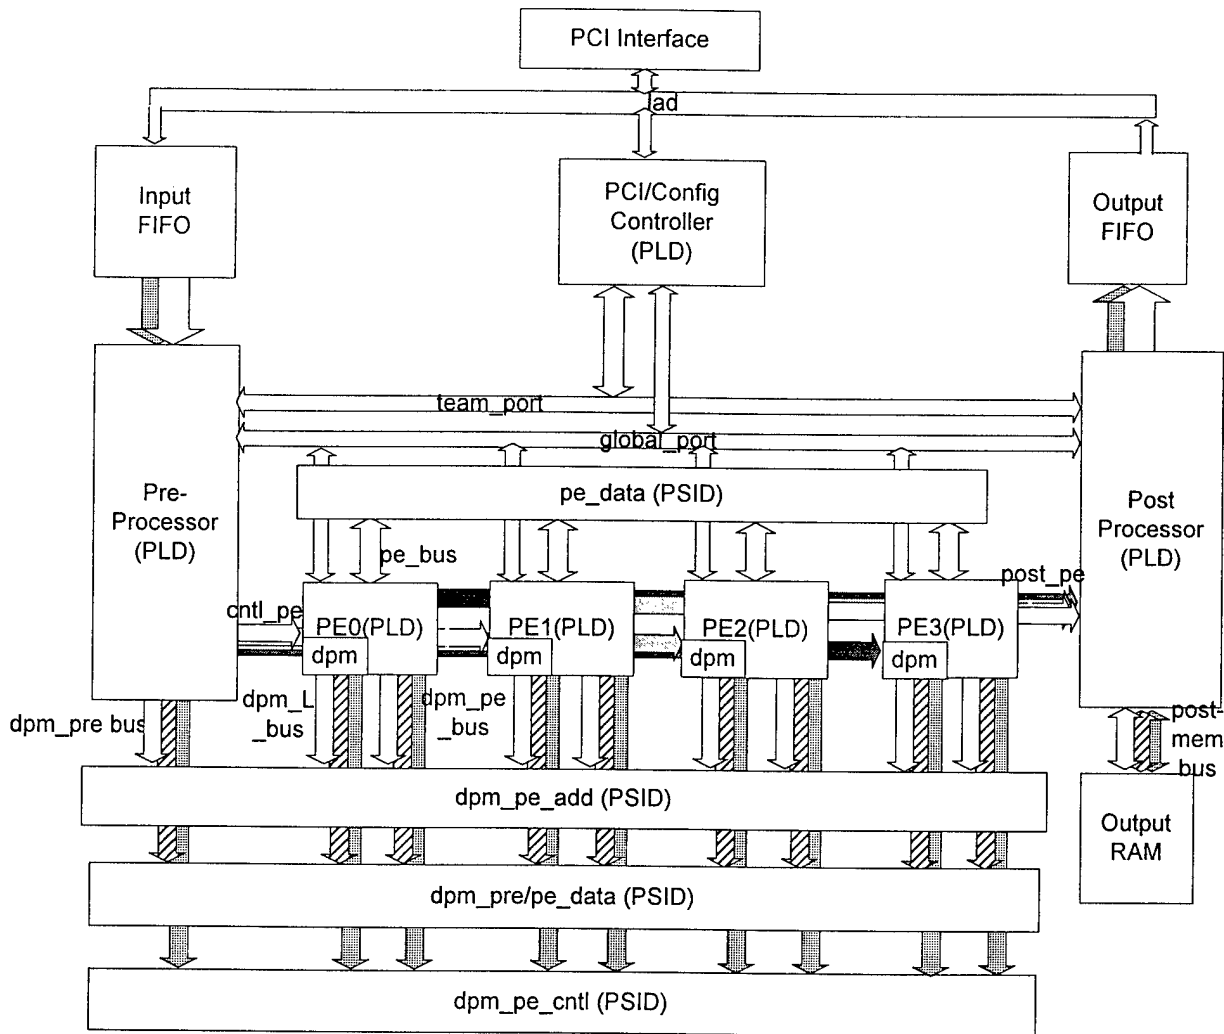 PCI Interface
lad
Input
FIFO
PCI/Config
Controller
(PLD)
Output
FIFO
team_port
global_port
pe_data (PSID)
Pre-
Processor
(PLD)
Post
Processor
(PLD)
pe_bus
post_pe
cntl_pe
PE0(PLD)
PE1(PLD)
PE2(PLD)
PE3(PLD)
dpm
dpm
dpm
dpm
dpm_pre bus
dpm_L
_bus
dpm_pe
_bus
post-
mem
bus
dpm_pe_add (PSID)
Output
RAM
dpm_pre/pe_data (PSID)
dpm_pe_cntl (PSID)